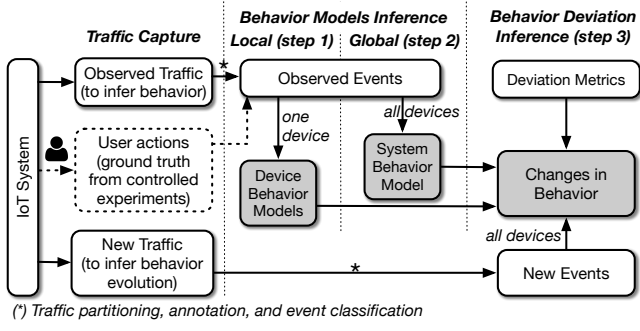 Traffic Capture
Behavior Models Inference
Local (step 1)
Global (step 2)
Behavior Deviation
Inference (step 3)
IoT System
Observed Traffic
(to infer behavior)
*
Observed Events
Deviation Metrics
User actions
(ground truth
from controlled
experiments)
one
device
all devices
Device
Behavior
Models
System
Behavior
Model
Changes in
Behavior
New Traffic
(to infer behavior
evolution)
*
all devices
New Events
(*) Traffic partitioning, annotation, and event classification